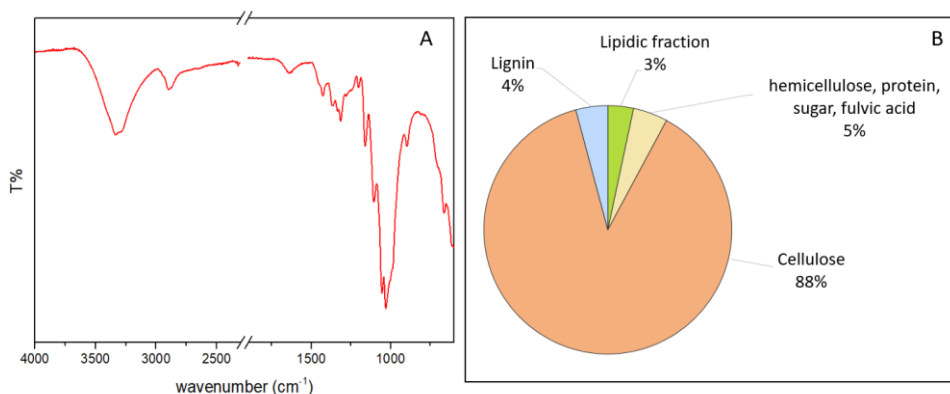 A
T%
4000 3500 3000 2500 1500 1000
wavenumber (cm⁻¹)
B
Lipidic fraction
3%
Lignin
4%
hemicellulose, protein,
sugar, fulvic acid
5%
Cellulose
88%